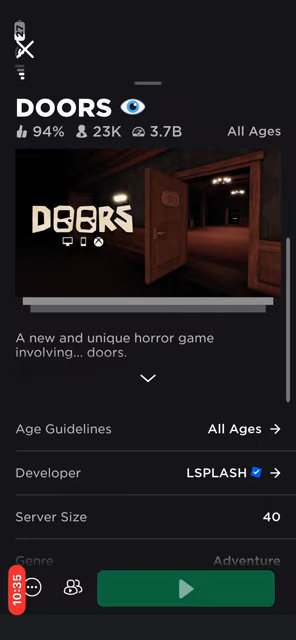 27
DOORS 👁️
94% 23K 3.7B All Ages
DOORS
A new and unique horror game
involving... doors.
Age Guidelines All Ages →
Developer LSPLASH
Server Size 40
Genre Adventure
10:35